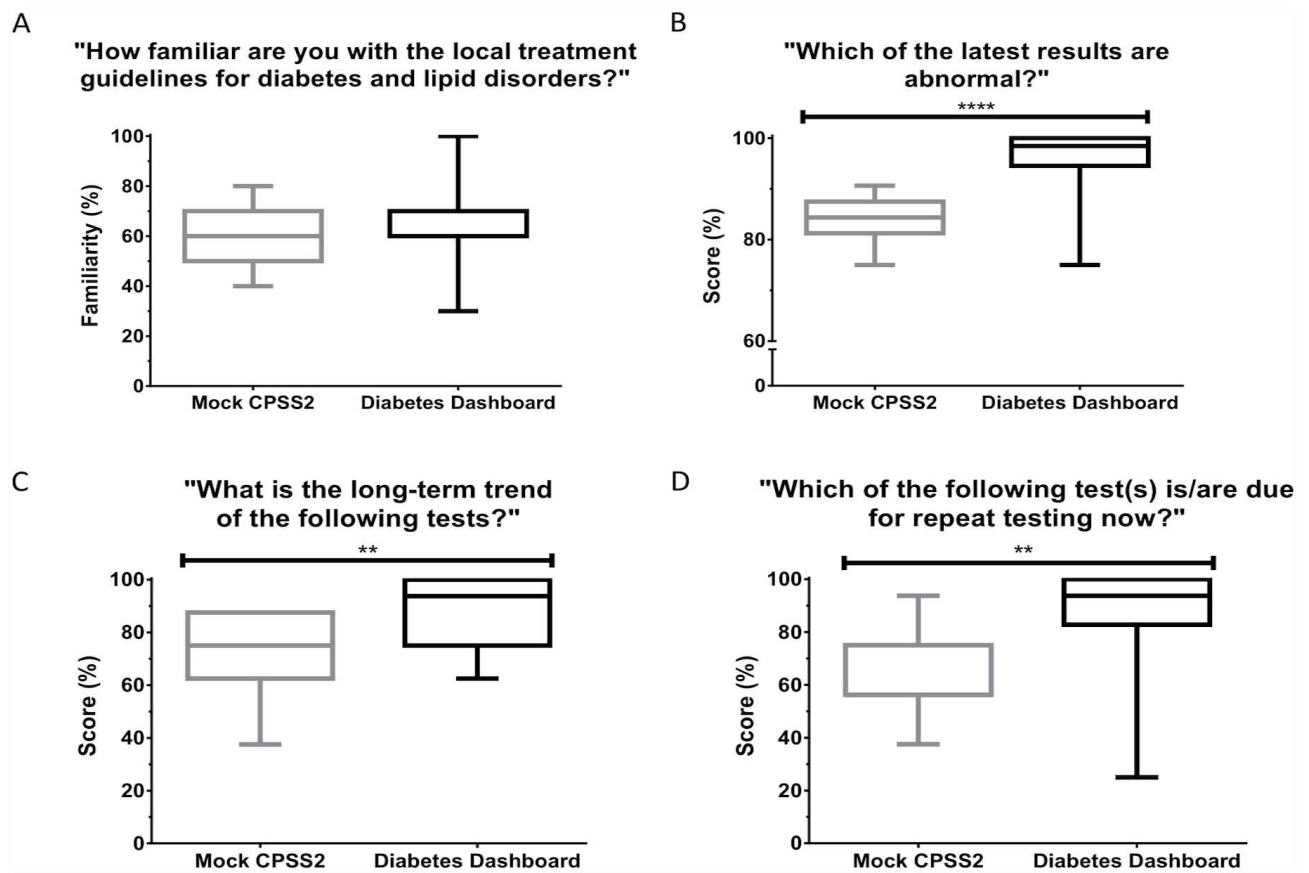 A
"How familiar are you with the local treatment
guidelines for diabetes and lipid disorders?"
Familiarity (%)
100
80
60
40
20
0
Mock CPSS2
Diabetes Dashboard
B
"Which of the latest results are
abnormal?"
****
Score (%)
100
80
60
0
Mock CPSS2
Diabetes Dashboard
C
"What is the long-term trend
of the following tests?"
**
Score (%)
100
80
60
40
20
0
Mock CPSS2
Diabetes Dashboard
D
"Which of the following test(s) is/are due
for repeat testing now?"
**
Score (%)
100
80
60
40
20
0
Mock CPSS2
Diabetes Dashboard